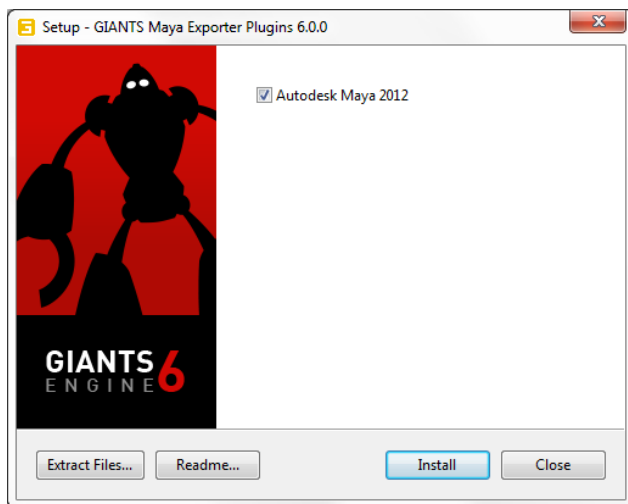 Setup - GIANTS Maya Exporter Plugins 6.0.0
Autodesk Maya 2012
GIANTS 6
ENGINE
Extract Files... Readme... Install Close